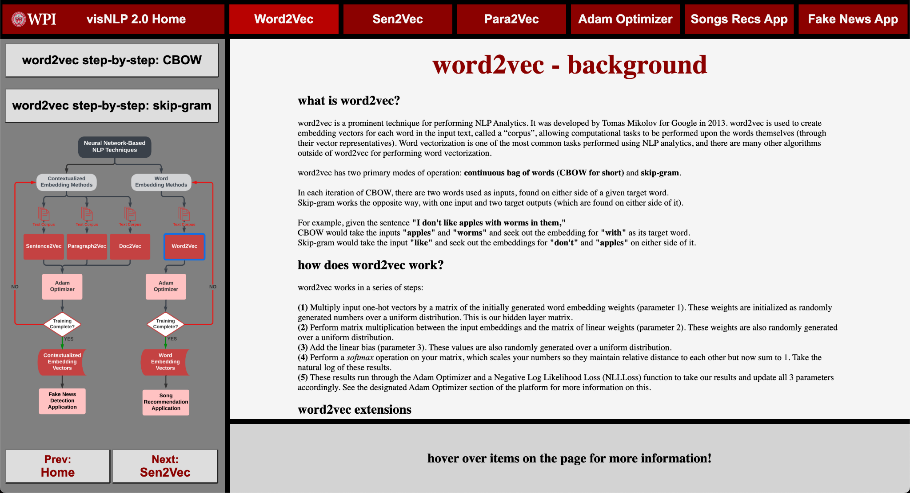 WPI
visNLP 2.0 Home
Word2Vec
Sen2Vec
Para2Vec
Adam Optimizer
Songs Recs App
Fake News App
word2vec step-by-step: CBOW
word2vec step-by-step: skip-gram
Neural Network-Based
NLP Techniques
Contextualized
Embedding Methods
Word
Embedding Methods
Sentence2Vec
Paragraph2Vec
Doc2Vec
Word2Vec
Adam
Optimizer
Adam
Optimizer
NO
Training
Complete?
Training
Complete?
NO
YES
YES
Contextualized
Embedding
Vectors
Word
Embedding
Vectors
Fake News
Detection
Application
Song
Recommendation
Application
Prev:
Home
Next:
Sen2Vec
word2vec - background
what is word2vec?
word2vec is a prominent technique for performing NLP Analytics. It was developed by Tomas Mikolov for Google in 2013. word2vec is used to create
embedding vectors for each word in the input text, called a “corpus”, allowing computational tasks to be performed upon the words themselves (through
their vector representatives). Word vectorization is one of the most common tasks performed using NLP analytics, and there are many other algorithms
outside of word2vec for performing word vectorization.
word2vec has two primary modes of operation: continuous bag of words (CBOW for short) and skip-gram.
In each iteration of CBOW, there are two words used as inputs, found on either side of a given target word.
Skip-gram works the opposite way, with one input and two target outputs (which are found on either side of it).
For example, given the sentence "I don't like apples with worms in them,"
CBOW would take the inputs "apples" and "worms" and seek out the embedding for "with" as its target word.
Skip-gram would take the input "like" and seek out the embeddings for "don't" and "apples" on either side of it.
how does word2vec work?
word2vec works in a series of steps:
(1) Multiply input one-hot vectors by a matrix of the initially generated word embedding weights (parameter 1). These weights are initialized as randomly
generated numbers over a uniform distribution. This is our hidden layer matrix.
(2) Perform matrix multiplication between the input embeddings and the matrix of linear weights (parameter 2). These weights are also randomly generated
over a uniform distribution.
(3) Add the linear bias (parameter 3). These values are also randomly generated over a uniform distribution.
(4) Perform a softmax operation on your matrix, which scales your numbers so they maintain relative distance to each other but now sum to 1. Take the
natural log of these results.
(5) These results run through the Adam Optimizer and a Negative Log Likelihood Loss (NLLLoss) function to take our results and update all 3 parameters
accordingly. See the designated Adam Optimizer section of the platform for more information on this.
word2vec extensions
hover over items on the page for more information!